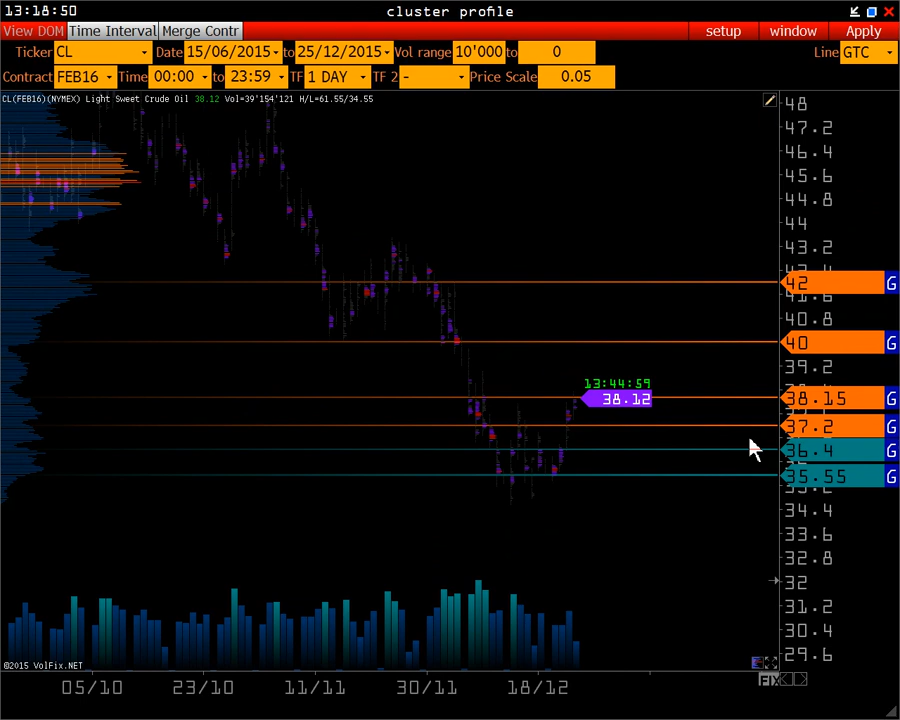 13:18:50
cluster profile
View DOM Time Interval Merge Contr
setup window Apply
Ticker CL Date 15/06/2015 to 25/12/2015 Vol range 10'000 to 0 Line GTC
Contract FEB16 Time 00:00 to 23:59 TF 1 DAY TF 2 - Price Scale 0.05
CL(FEB16)(NYMEX) Light Sweet Crude Oil 38.12 Vol=39'154'121 H/L=61.55/34.55
48
47.2
46.4
45.6
44.8
44
43.2
42 G
41.6
40.8
40 G
39.2
13:44:59
38.12
38.15 G
37.2 G
36.4 G
35.55 G
34.4
33.6
32.8
32
31.2
30.4
29.6
©2015 VolFix.NET
FIX
05/10 23/10 11/11 30/11 18/12